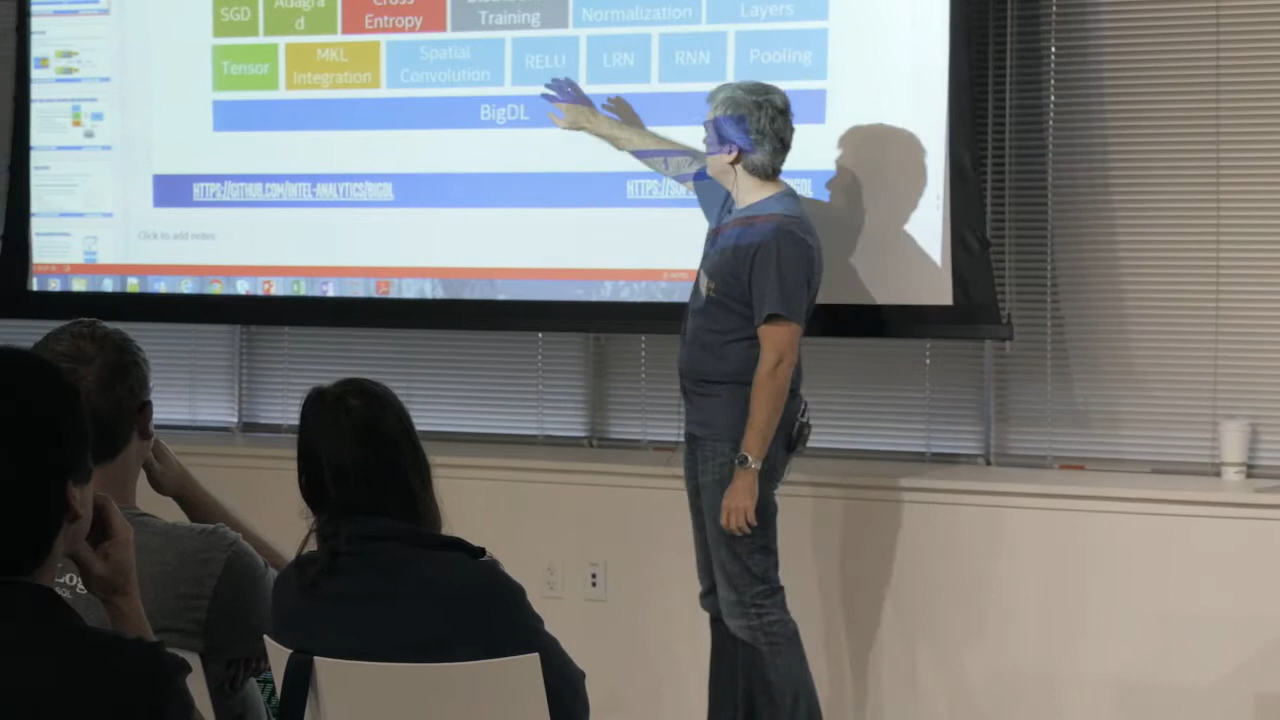 SGD
Adagra
d
Cross
Entropy
Training
Normalization
Layers
Tensor
MKL
Integration
Spatial
Convolution
RELU
LRN
RNN
Pooling
BigDL
HTTPS://GITHUB.COM/INTEL-ANALYTICS/BIGDL
Click to add notes